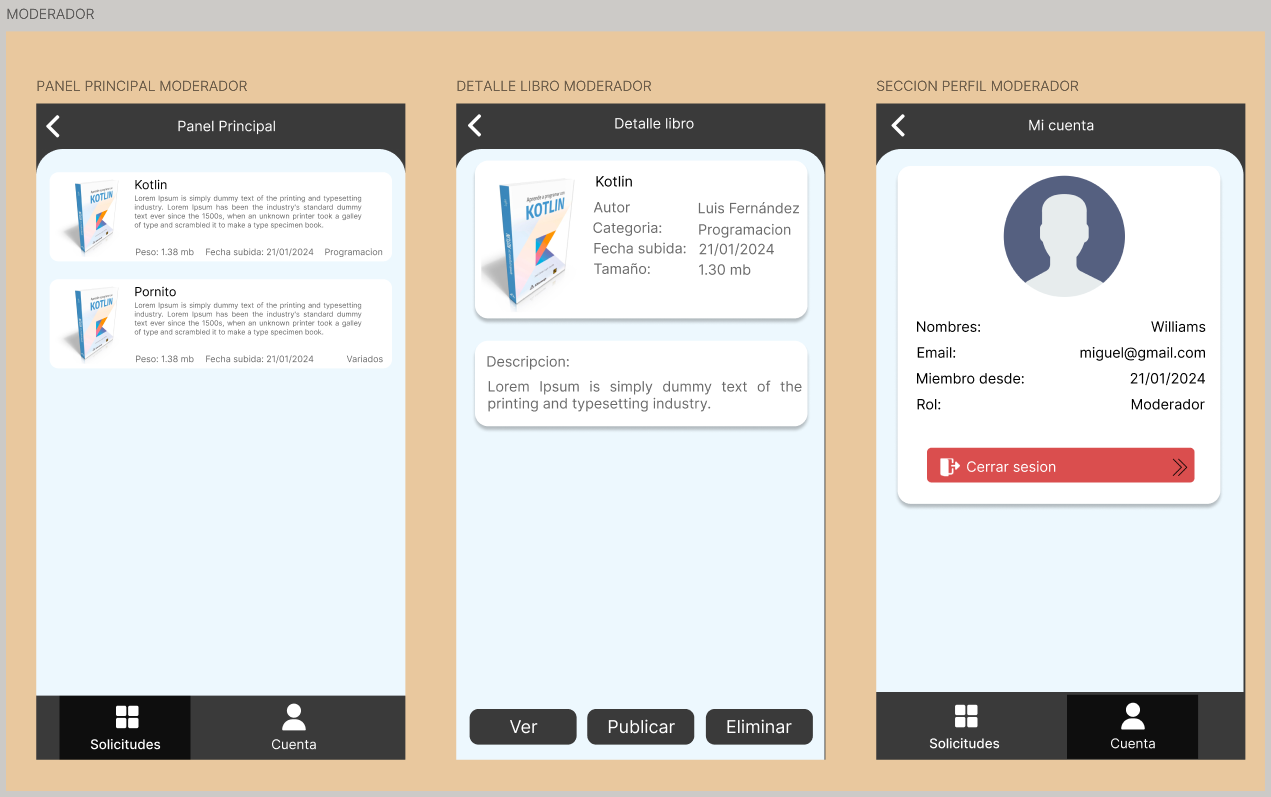 MODERADOR
PANEL PRINCIPAL MODERADOR
Panel Principal
Aprende a programar con
KOTLIN
Kotlin
Lorem Ipsum is simply dummy text of the printing and typesetting
industry. Lorem Ipsum has been the industry's standard dummy
text ever since the 1500s, when an unknown printer took a galley
of type and scrambled it to make a type specimen book.
Peso: 1.38 mb Fecha subida: 21/01/2024 Programacion
KOTLIN
Pornito
Lorem Ipsum is simply dummy text of the printing and typesetting
industry. Lorem Ipsum has been the industry's standard dummy
text ever since the 1500s, when an unknown printer took a galley
of type and scrambled it to make a type specimen book.
Peso: 1.38 mb Fecha subida: 21/01/2024 Variados
Solicitudes
Cuenta
DETALLE LIBRO MODERADOR
Detalle libro
Aprende a programar con
KOTLIN
KOTLIN
Kotlin
Autor Luis Fernández
Categoria: Programacion
Fecha subida: 21/01/2024
Tamaño: 1.30 mb
Descripcion:
Lorem Ipsum is simply dummy text of the
printing and typesetting industry.
Ver
Publicar
Eliminar
SECCION PERFIL MODERADOR
Mi cuenta
Nombres: Williams
Email: miguel@gmail.com
Miembro desde: 21/01/2024
Rol: Moderador
Cerrar sesion
Solicitudes
Cuenta